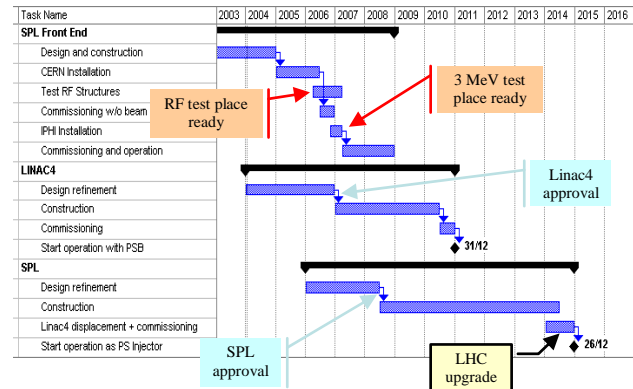 Task Name 2003 2004 2005 2006 2007 2008 2009 2010 2011 2012 2013 2014 2015 2016
SPL Front End
Design and construction
CERN Installation
Test RF Structures
Commissioning w/o beam
IPHI Installation
Commissioning and operation
RF test place
ready
3 MeV test
place ready
LINAC4
Design refinement
Construction
Commissioning
Start operation with PSB
31/12
Linac4
approval
SPL
Design refinement
Construction
Linac4 displacement + commissioning
Start operation as PS Injector
26/12
SPL
approval
LHC
upgrade